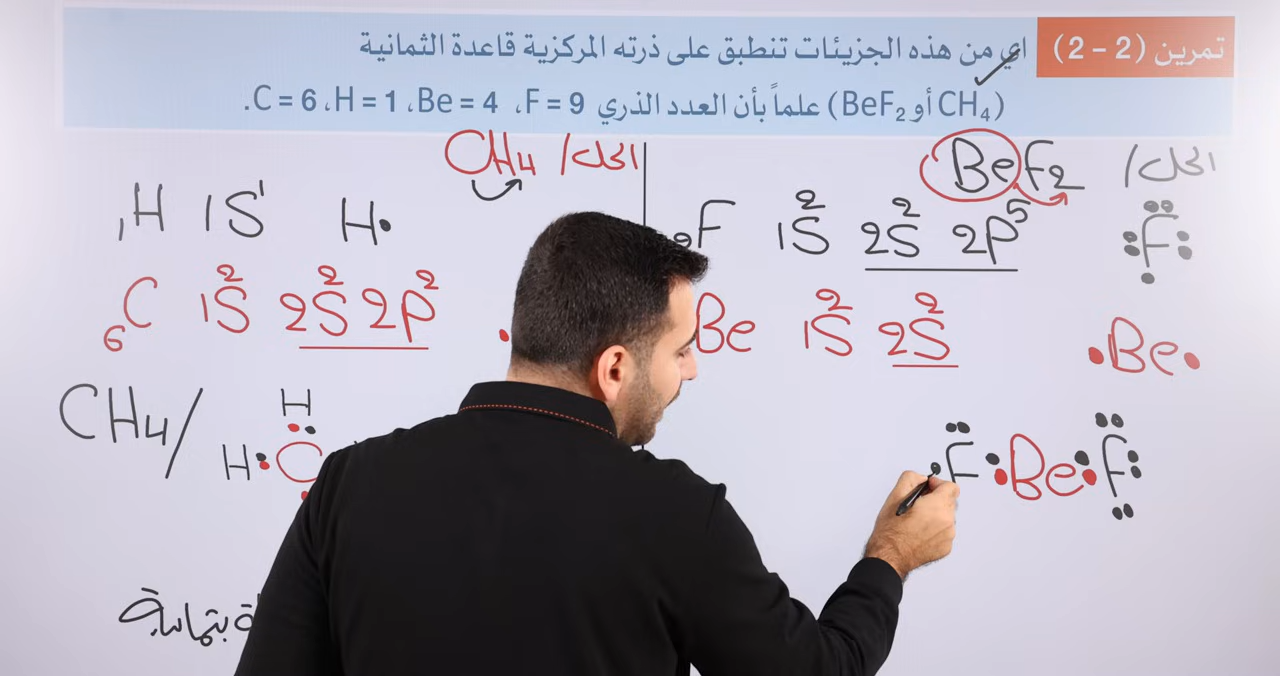 تمرين (2 - 2) اي من هذه الجزيئات تنطبق على ذرته المركزية قاعدة الثمانية
(CH₄ أو BeF₂) علماً بأن العدد الذري F = 9، Be = 4، H = 1، C = 6.
الحل/ BeF₂
₉F 1S² 2S² 2P⁵ F
Be 1S² 2S² Be
F Be F
الحل/ CH₄
₁H 1S¹ H
₆C 1S² 2S² 2P²
CH₄/ H
H C
بثمانية